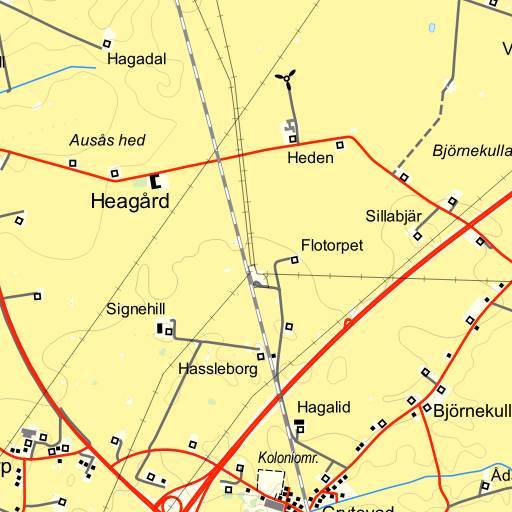 Hagadal
Ausås hed
Heden
Björnekulla
Heagård
Sillabjär
Flotorpet
Signehill
Hassleborg
Hagalid
Björnekull
Koloniomr.